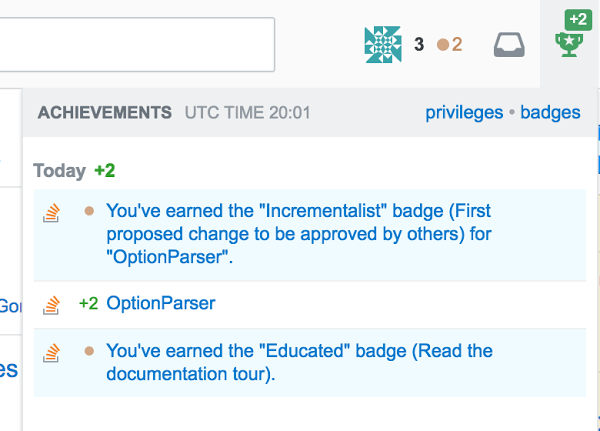 +2
3 2
ACHIEVEMENTS UTC TIME 20:01 privileges • badges
Today +2
You've earned the "Incrementalist" badge (First
proposed change to be approved by others) for
"OptionParser".
+2 OptionParser
You've earned the "Educated" badge (Read the
documentation tour).